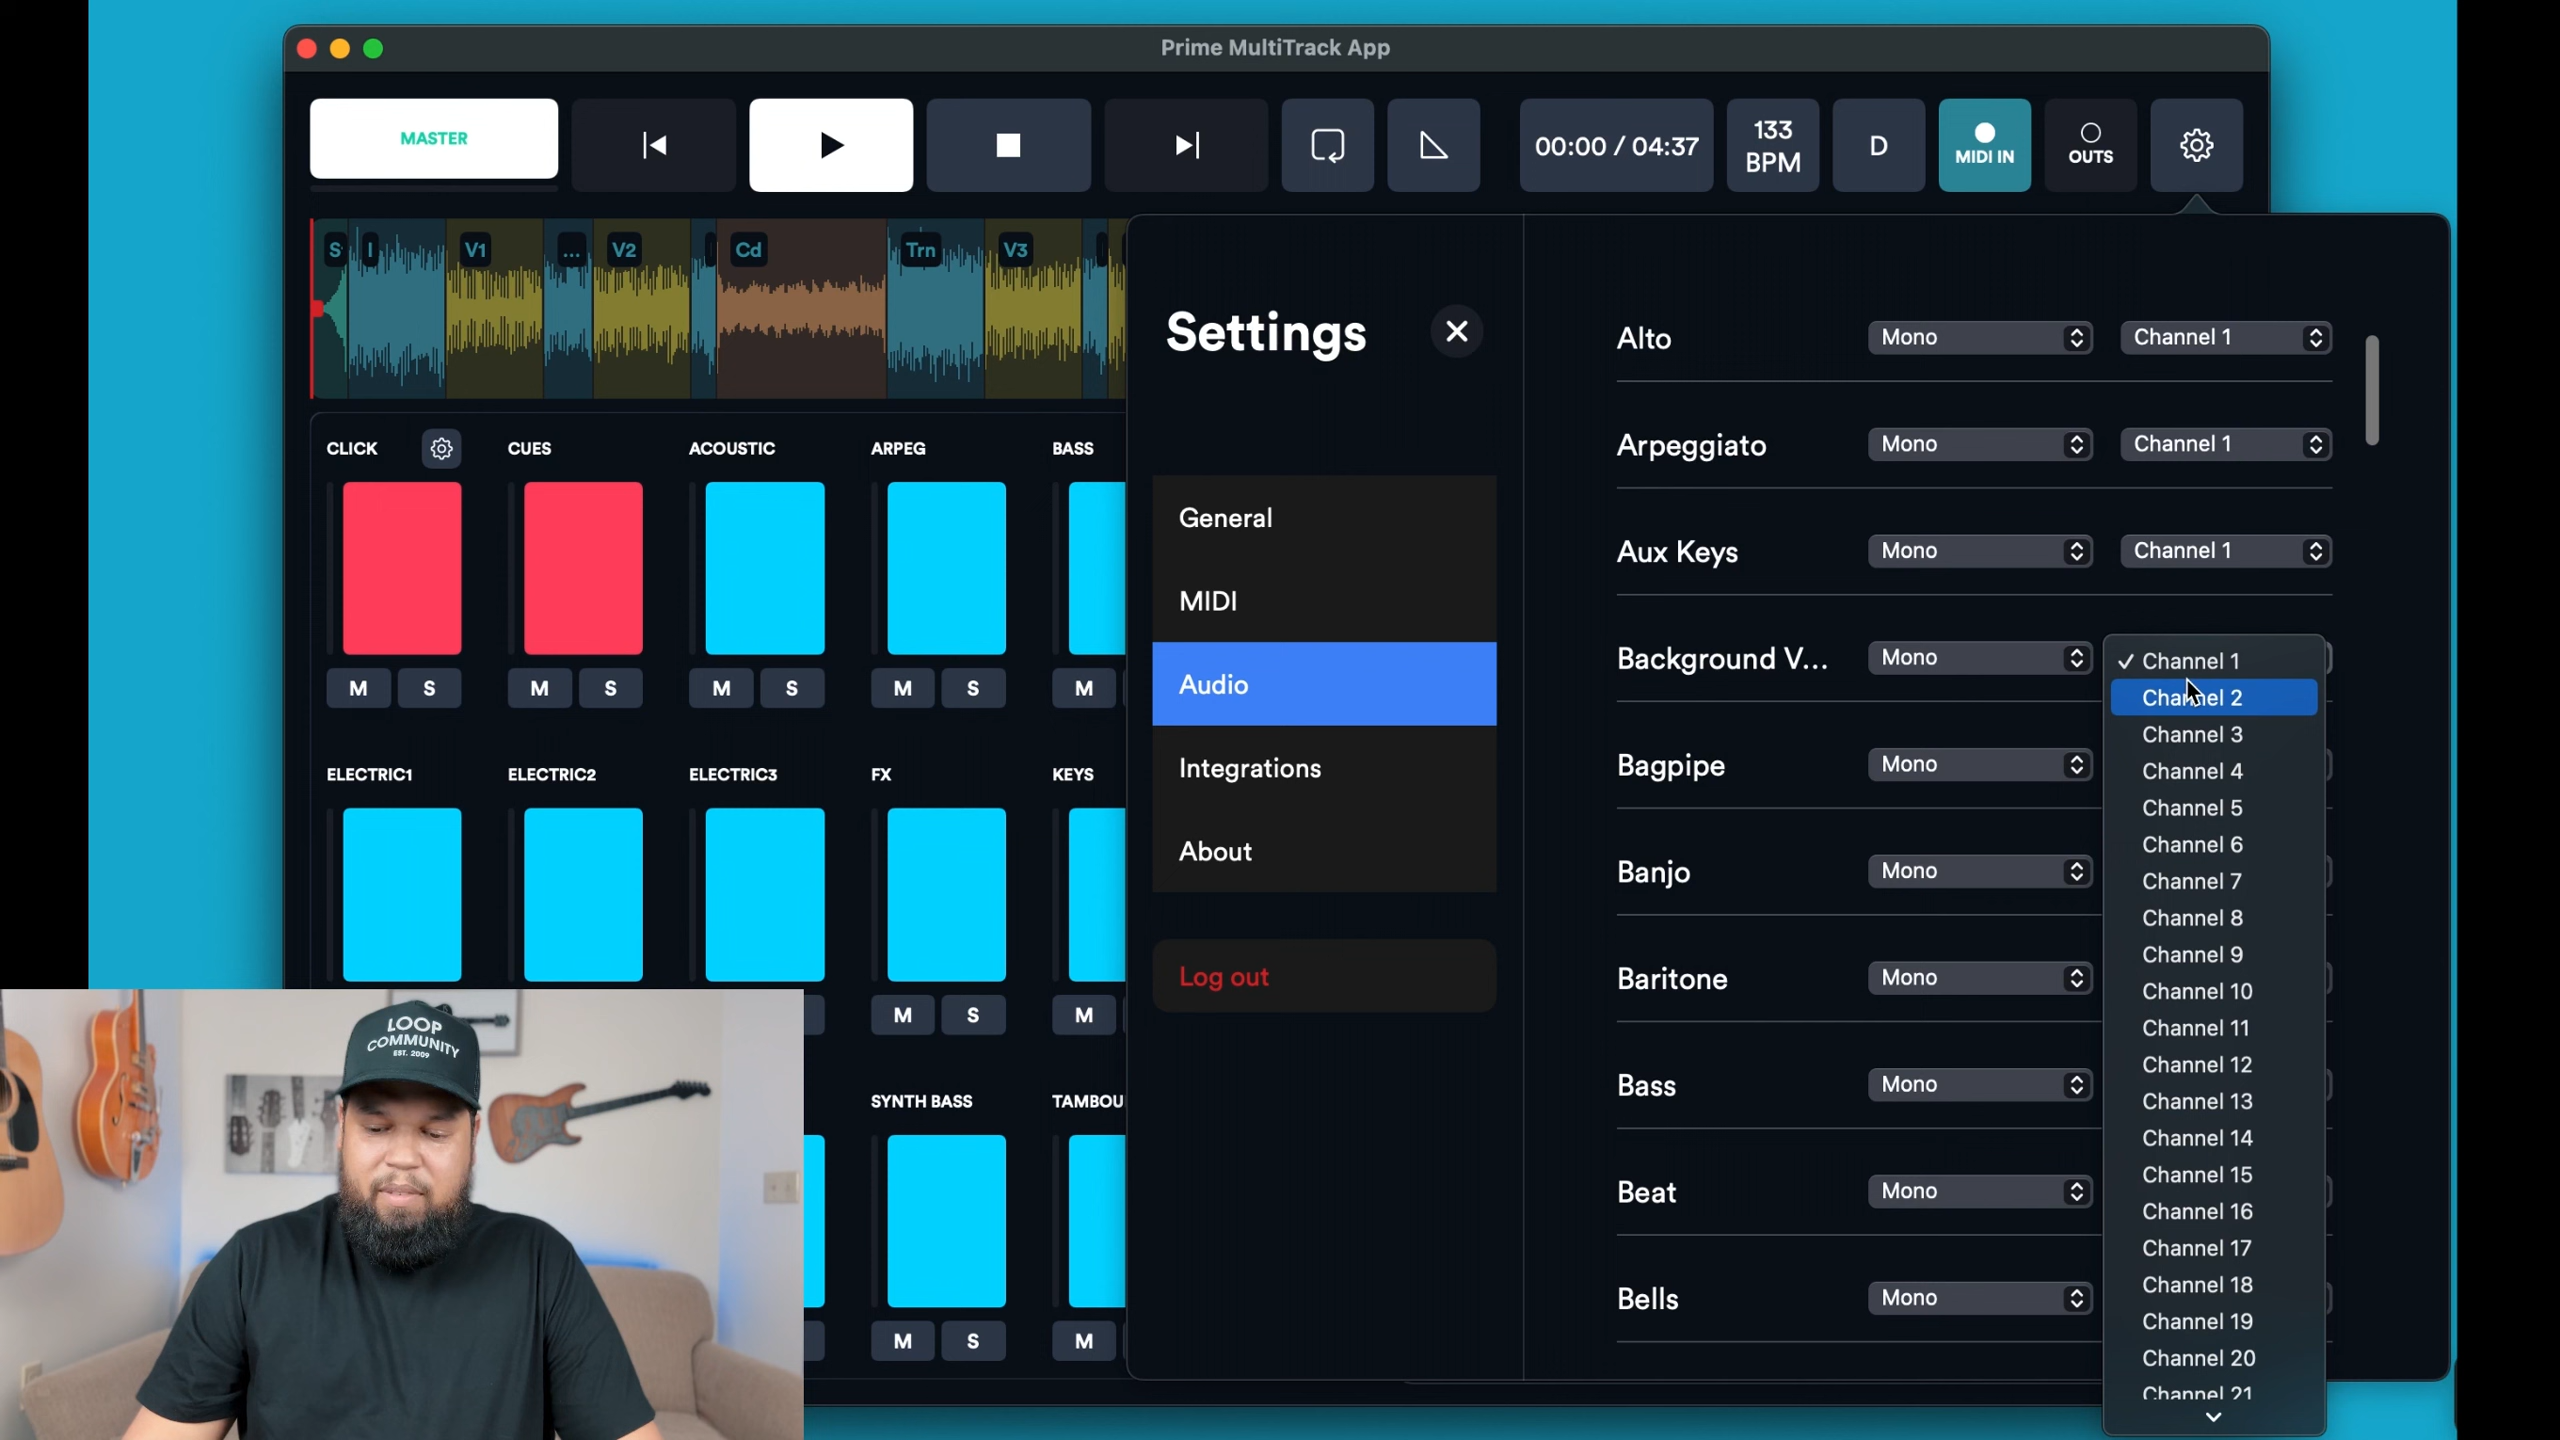 Prime MultiTrack App
MASTER
00:00 / 04:37
133
BPM
D
MIDI IN
OUTS
S
I
V1
...
V2
Cd
Trn
V3
CLICK
CUES
ACOUSTIC
ARPEG
BASS
M S
M S
M S
M S
M
ELECTRIC1
ELECTRIC2
ELECTRIC3
FX
KEYS
M S
M
SYNTH BASS
TAMBOU
M S
M
Settings
General
MIDI
Audio
Integrations
About
Log out
Alto Mono Channel 1
Arpeggiato Mono Channel 1
Aux Keys Mono Channel 1
Background V... Mono
Bagpipe Mono
Banjo Mono
Baritone Mono
Bass Mono
Beat Mono
Bells Mono
✓ Channel 1
Channel 2
Channel 3
Channel 4
Channel 5
Channel 6
Channel 7
Channel 8
Channel 9
Channel 10
Channel 11
Channel 12
Channel 13
Channel 14
Channel 15
Channel 16
Channel 17
Channel 18
Channel 19
Channel 20
Channel 21
LOOP
COMMUNITY
EST. 2009